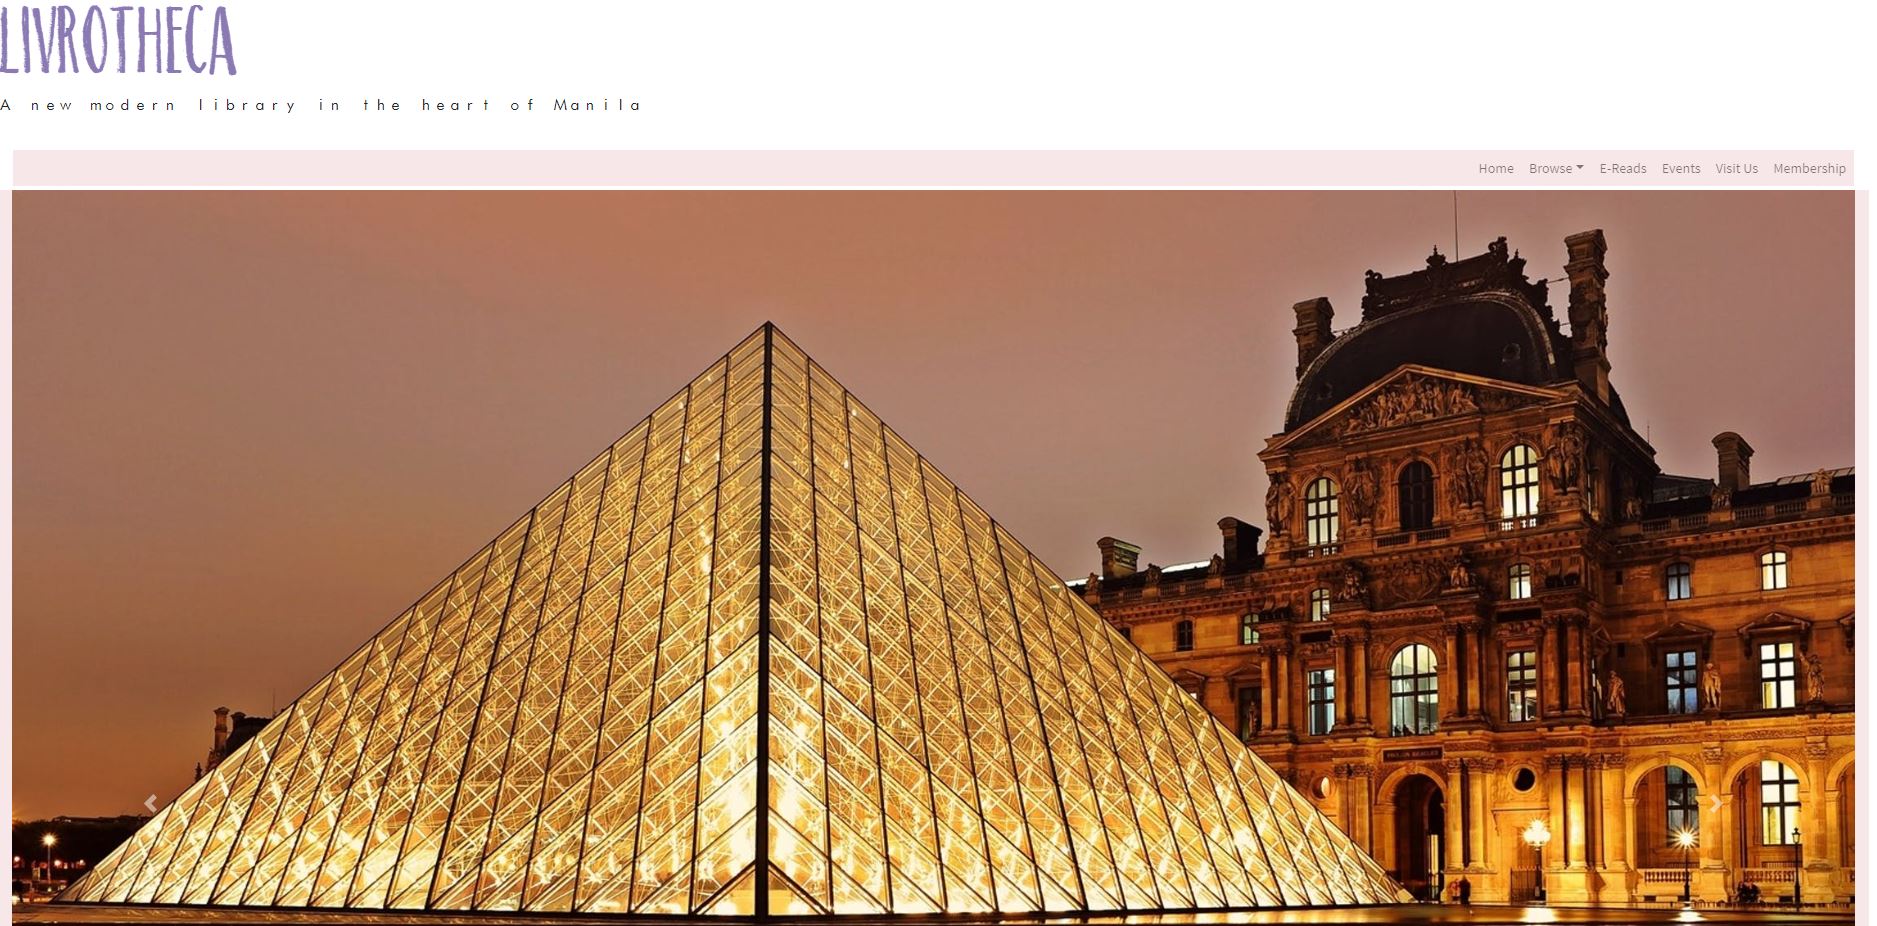 LIVROTHECA
A new modern library in the heart of Manila
Home Browse E-Reads Events Visit Us Membership